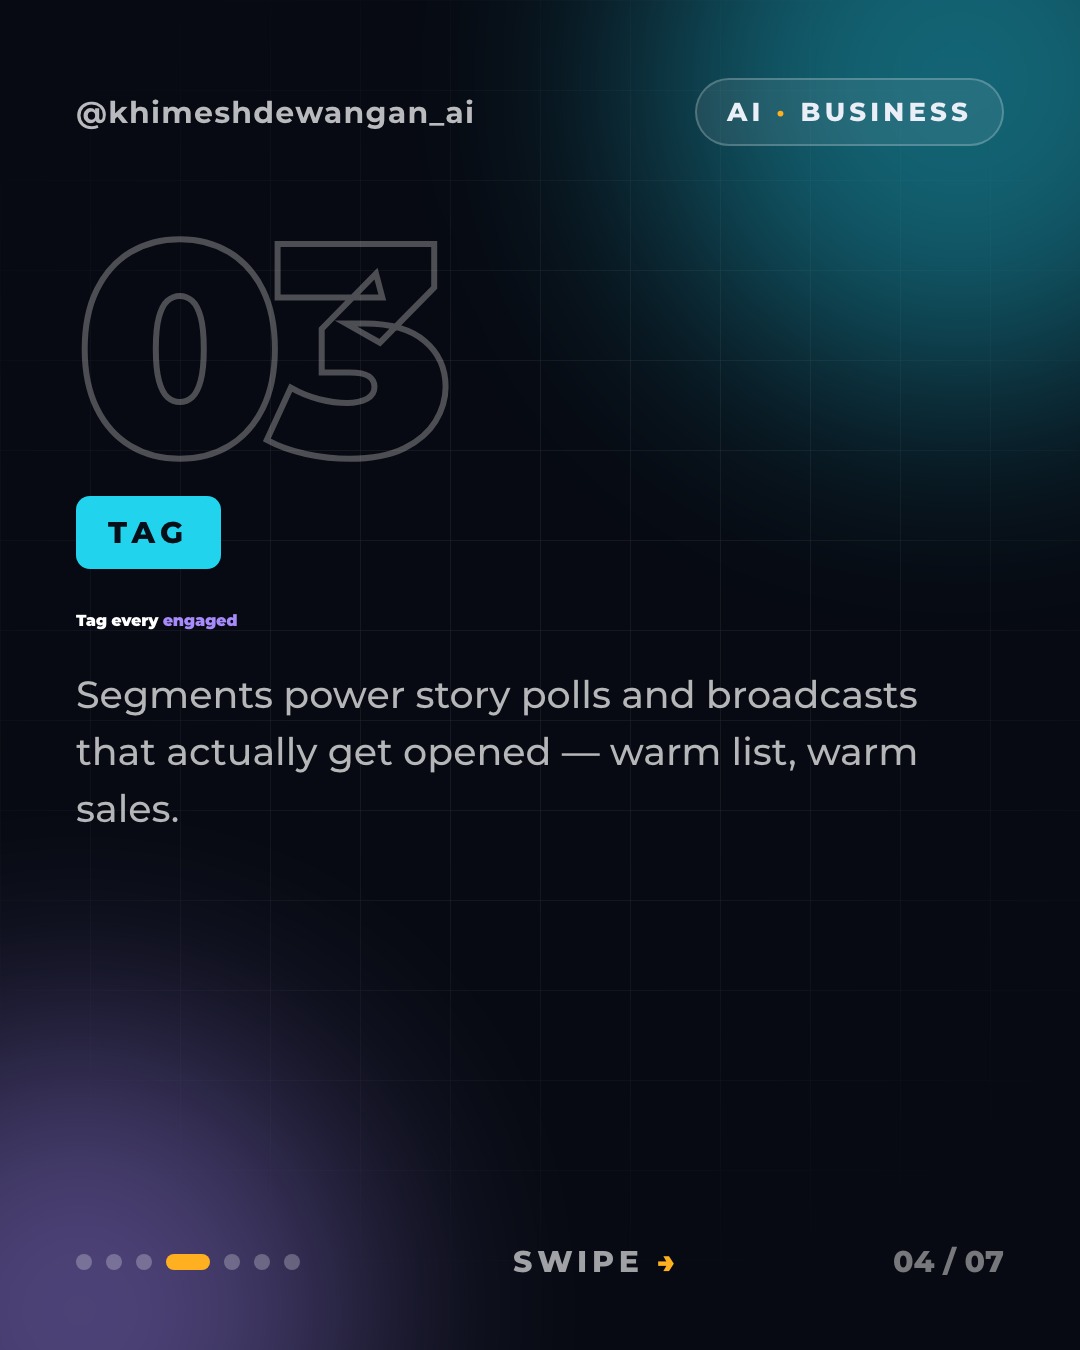 @khimeshdewangan_ai
AI · BUSINESS
03
TAG
Tag every engaged
Segments power story polls and broadcasts
that actually get opened — warm list, warm
sales.
SWIPE →
04 / 07